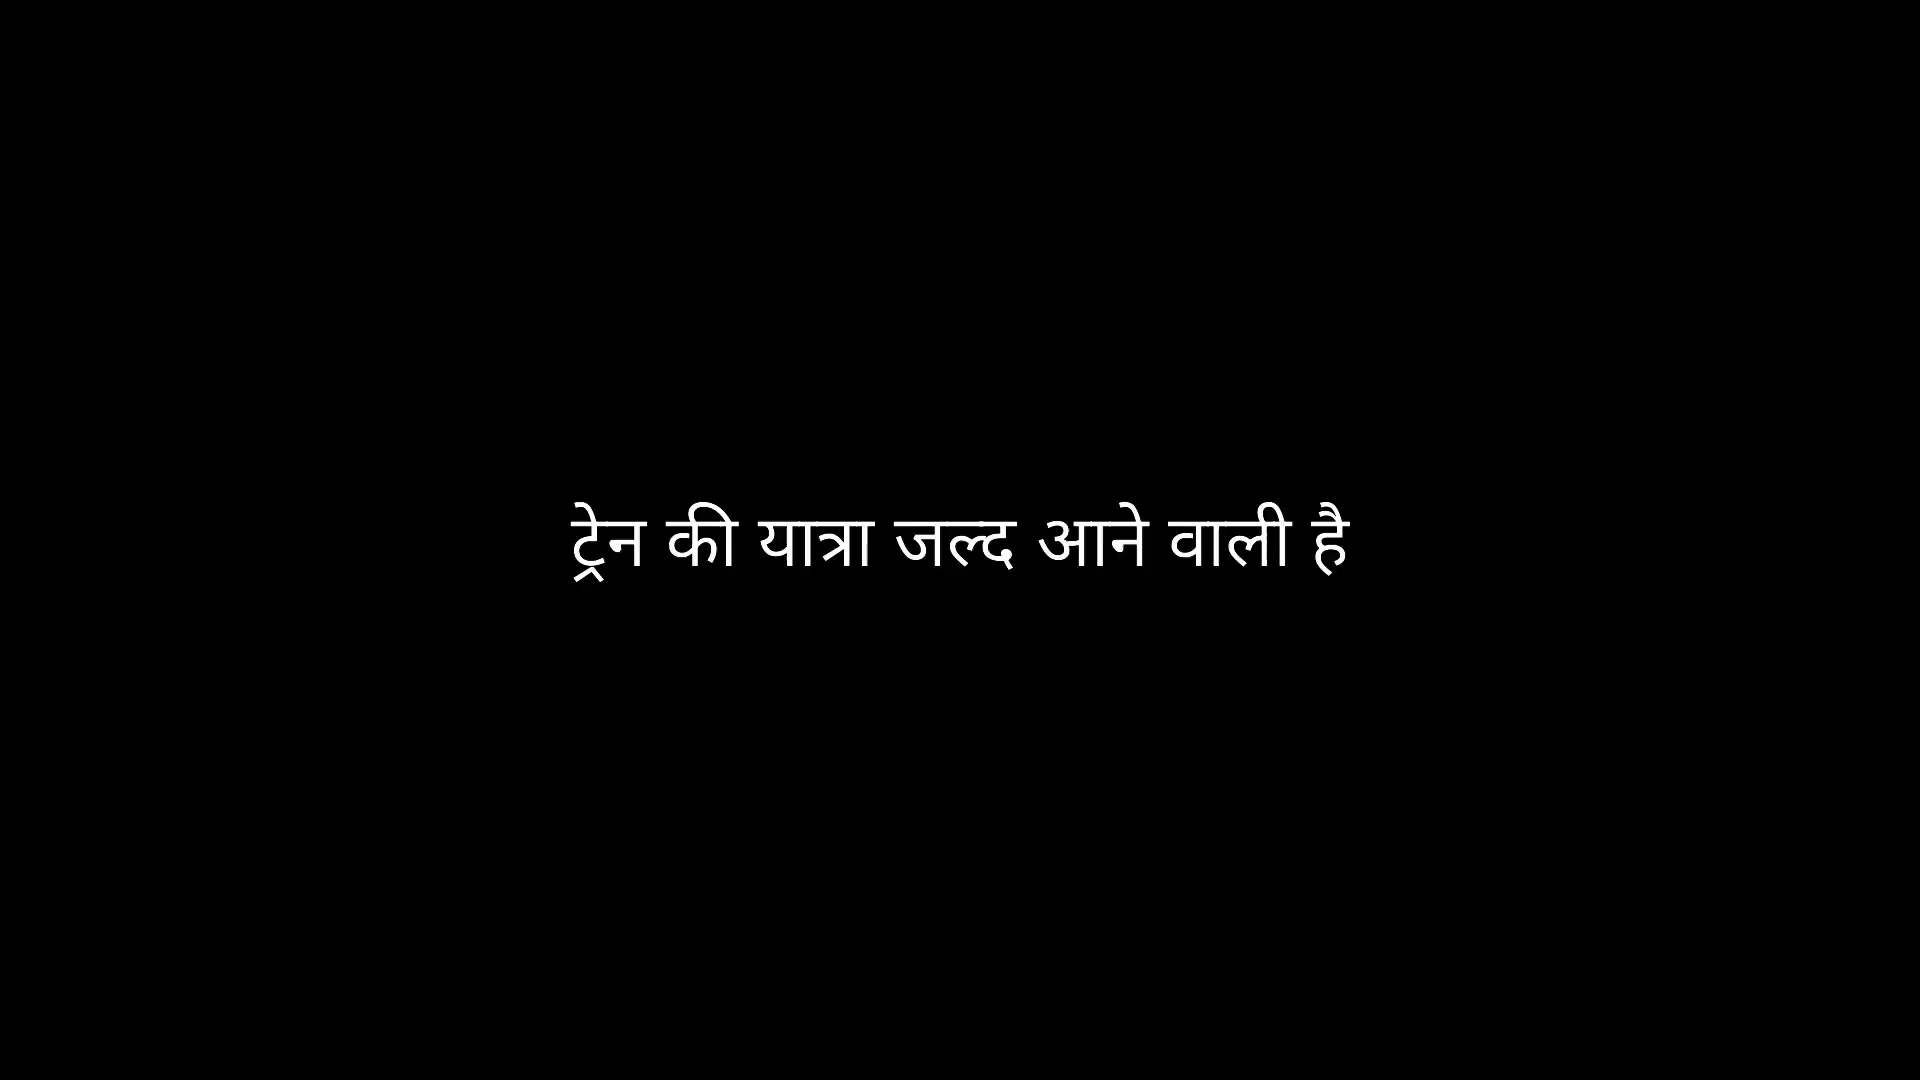 ट्रेन की यात्रा जल्द आने वाली है